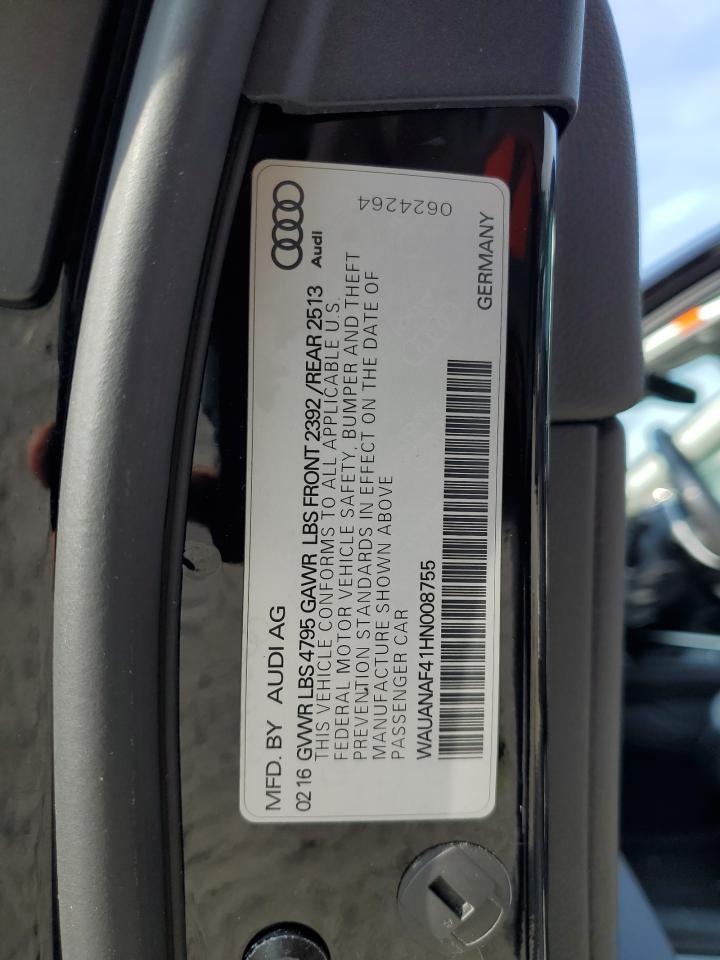 MFD. BY AUDI AG
Audi
02 16 GVWR LBS 4795 GAWR LBS FRONT 2392 /REAR 2513
THIS VEHICLE CONFORMS TO ALL APPLICABLE U.S.
FEDERAL MOTOR VEHICLE SAFETY, BUMPER AND THEFT
PREVENTION STANDARDS IN EFFECT ON THE DATE OF
MANUFACTURE SHOWN ABOVE
PASSENGER CAR
WAUANAF41HN008755
GERMANY
0624264